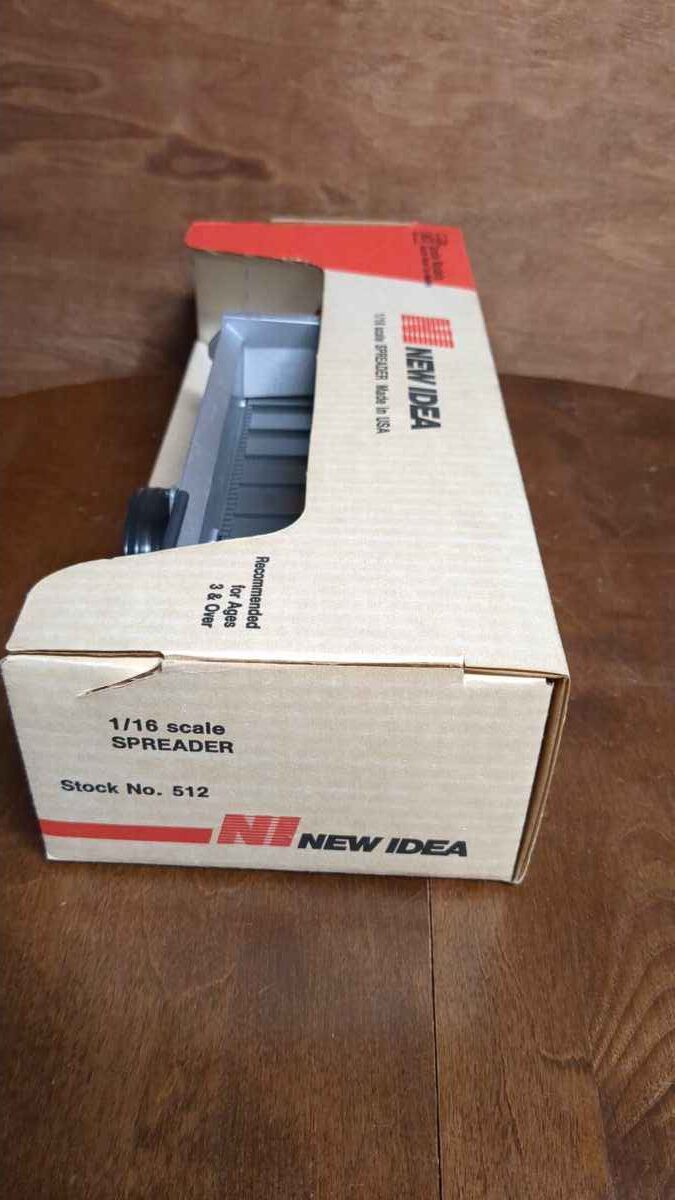 NEW IDEA
1/16 scale SPREADER Made in USA
Recommended
for Ages
3 & Over
1/16 scale
SPREADER
Stock No. 512
NI NEW IDEA